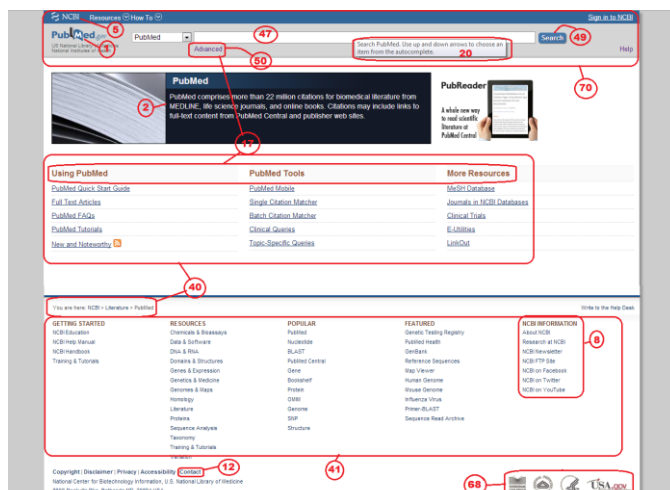 NCBI Resources How To Sign in to NCBI
5
PubMed.gov PubMed 47 Search 49
US National Library of Medicine
National Institutes of Health
Advanced
50
Search PubMed. Use up and down arrows to choose an
item from the autocomplete. 20
Help
70
PubMed
PubMed comprises more than 22 million citations for biomedical literature from
MEDLINE, life science journals, and online books. Citations may include links to
full-text content from PubMed Central and publisher web sites.
2
PubReader
A whole new way
to read scientific
literature at
PubMed Central
17
Using PubMed PubMed Tools More Resources
PubMed Quick Start Guide PubMed Mobile MeSH Database
Full Text Articles Single Citation Matcher Journals in NCBI Databases
PubMed FAQs Batch Citation Matcher Clinical Trials
PubMed Tutorials Clinical Queries E-Utilities
New and Noteworthy Topic-Specific Queries LinkOut
40
You are here: NCBI > Literature > PubMed Write to the Help Desk
GETTING STARTED RESOURCES POPULAR FEATURED NCBI INFORMATION
NCBI Education Chemicals & Bioassays PubMed Genetic Testing Registry About NCBI
NCBI Help Manual Data & Software Nucleotide PubMed Health Research at NCBI
NCBI Handbook DNA & RNA BLAST GenBank NCBI Newsletter
Training & Tutorials Domains & Structures PubMed Central Reference Sequences NCBI FTP Site
Genes & Expression Gene Map Viewer NCBI on Facebook
Genetics & Medicine Bookshelf Human Genome NCBI on Twitter
Genomes & Maps Protein Mouse Genome NCBI on YouTube
8
Homology OMIM Influenza Virus
Literature Genome Primer-BLAST
Proteins SNP Sequence Read Archive
Sequence Analysis Structure
Taxonomy
Training & Tutorials
Variation
41
Copyright | Disclaimer | Privacy | Accessibility | Contact 12
National Center for Biotechnology Information, U.S. National Library of Medicine
68 USA.gov